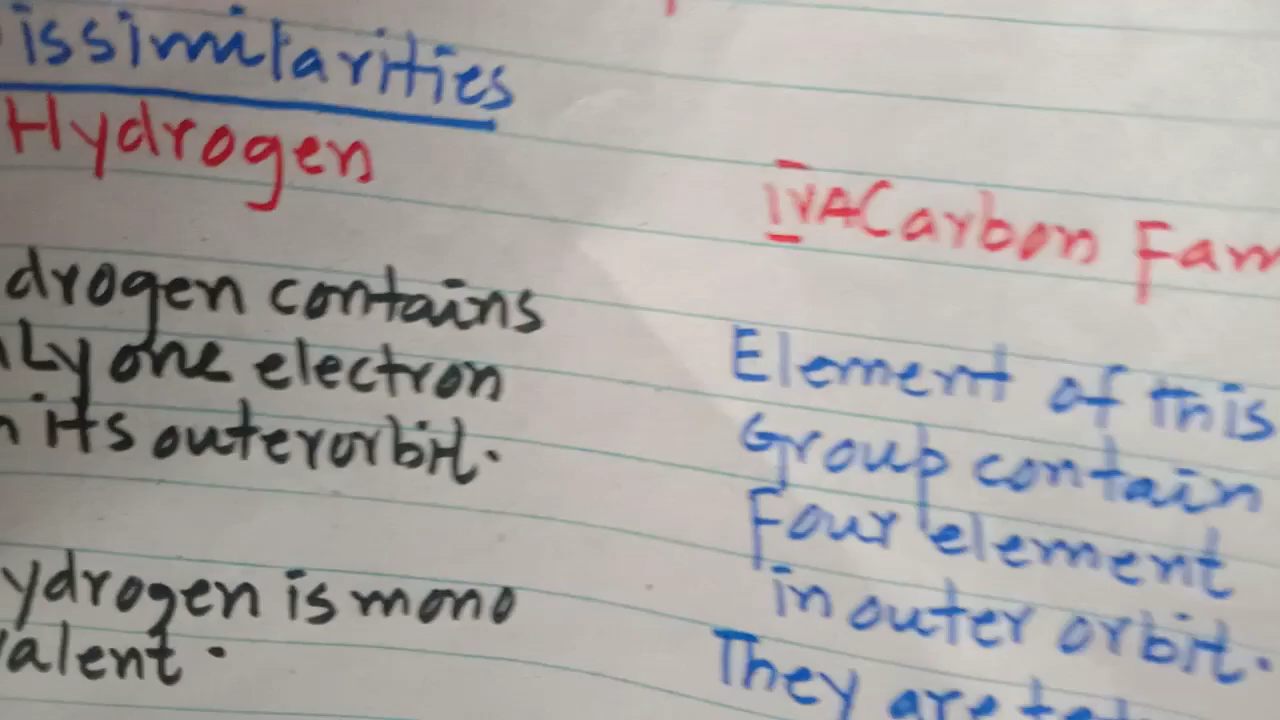 issimilarities
Hydrogen
IVA Carbon Fam
drogen contains
ly one electron
n its outerorbit.
ydrogen is mono
valent.
Element of this
Group contain
Four element
in outer orbit.
They are tet